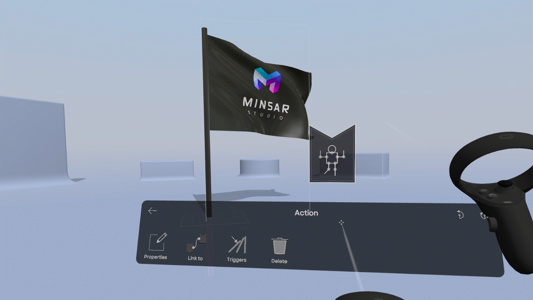 MINSAR
STUDIO
Action
Properties
Link to
Triggers
Delete